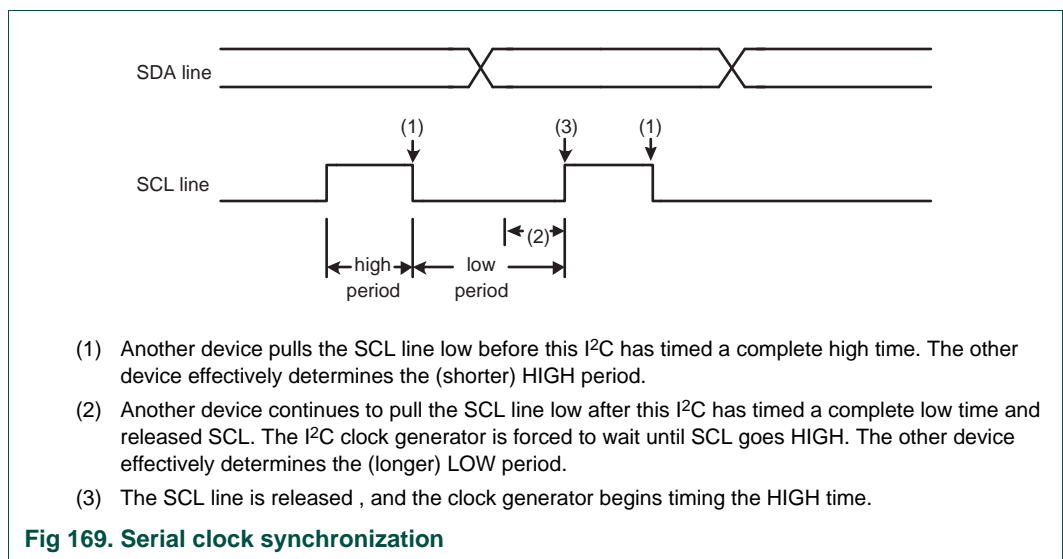 SDA line
(1)
(3)
(1)
SCL line
(2)
high
period
low
period
(1) Another device pulls the SCL line low before this I2C has timed a complete high time. The other
device effectively determines the (shorter) HIGH period.
(2) Another device continues to pull the SCL line low after this I2C has timed a complete low time and
released SCL. The I2C clock generator is forced to wait until SCL goes HIGH. The other device
effectively determines the (longer) LOW period.
(3) The SCL line is released , and the clock generator begins timing the HIGH time.
Fig 169. Serial clock synchronization